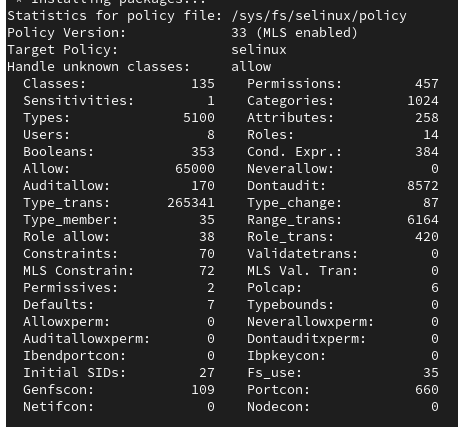 * Installing packages...
Statistics for policy file: /sys/fs/selinux/policy
Policy Version:             33 (MLS enabled)
Target Policy:              selinux
Handle unknown classes:     allow
  Classes:             135    Permissions:         457
  Sensitivities:         1    Categories:         1024
  Types:              5100    Attributes:          258
  Users:                 8    Roles:                14
  Booleans:            353    Cond. Expr.:         384
  Allow:             65000    Neverallow:            0
  Auditallow:          170    Dontaudit:          8572
  Type_trans:       265341    Type_change:          87
  Type_member:          35    Range_trans:        6164
  Role allow:           38    Role_trans:          420
  Constraints:          70    Validatetrans:         0
  MLS Constrain:        72    MLS Val. Tran:         0
  Permissives:           2    Polcap:                6
  Defaults:              7    Typebounds:            0
  Allowxperm:            0    Neverallowxperm:       0
  Auditallowxperm:       0    Dontauditxperm:        0
  Ibendportcon:          0    Ibpkeycon:             0
  Initial SIDs:         27    Fs_use:               35
  Genfscon:            109    Portcon:             660
  Netifcon:              0    Nodecon:               0